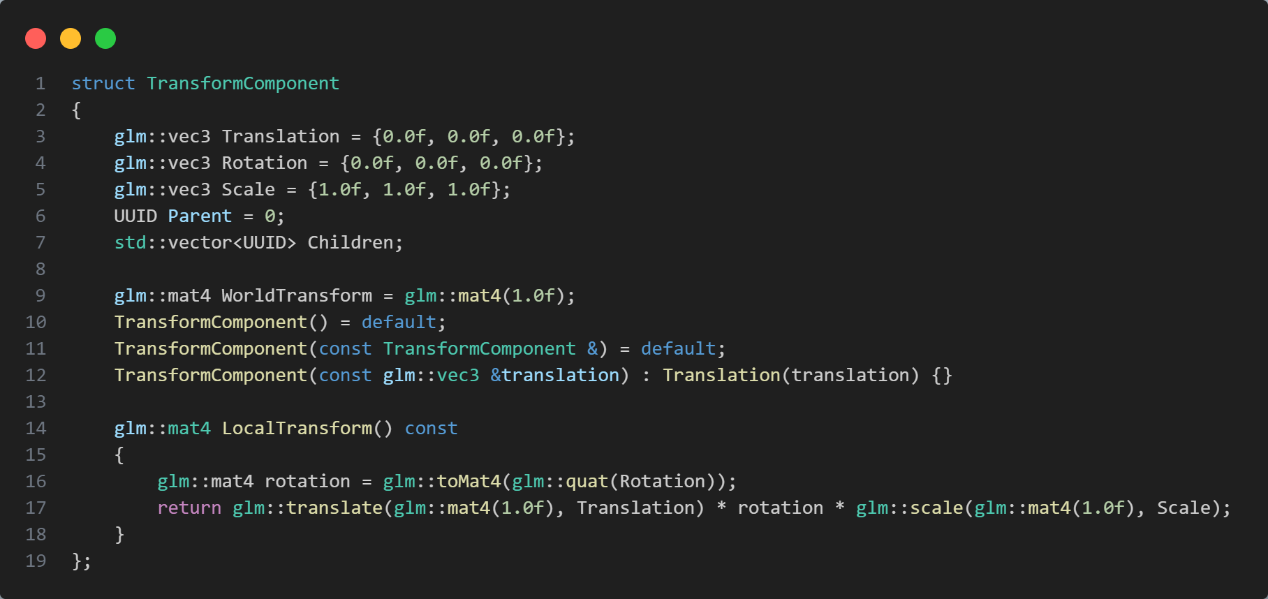 1 struct TransformComponent
2 {
3     glm::vec3 Translation = {0.0f, 0.0f, 0.0f};
4     glm::vec3 Rotation = {0.0f, 0.0f, 0.0f};
5     glm::vec3 Scale = {1.0f, 1.0f, 1.0f};
6     UUID Parent = 0;
7     std::vector<UUID> Children;
8
9     glm::mat4 WorldTransform = glm::mat4(1.0f);
10     TransformComponent() = default;
11     TransformComponent(const TransformComponent &) = default;
12     TransformComponent(const glm::vec3 &translation) : Translation(translation) {}
13
14     glm::mat4 LocalTransform() const
15     {
16         glm::mat4 rotation = glm::toMat4(glm::quat(Rotation));
17         return glm::translate(glm::mat4(1.0f), Translation) * rotation * glm::scale(glm::mat4(1.0f), Scale);
18     }
19 };